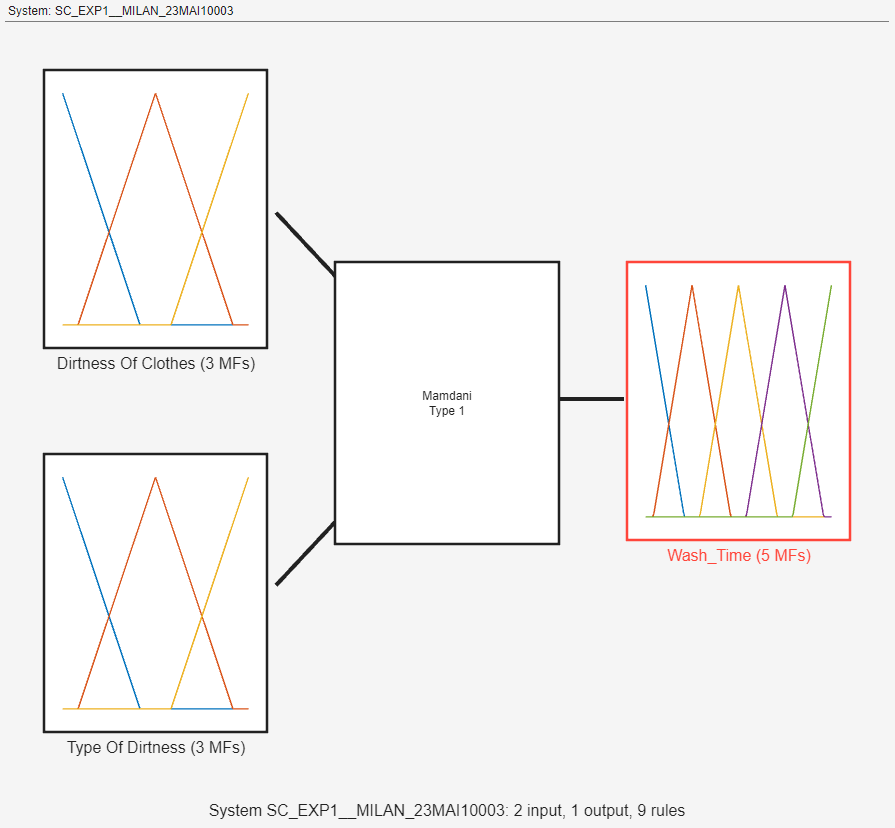 System: SC_EXP1__MILAN_23MAI10003
Dirtness Of Clothes (3 MFs)
Mamdani
Type 1
Wash_Time (5 MFs)
Type Of Dirtness (3 MFs)
System SC_EXP1__MILAN_23MAI10003: 2 input, 1 output, 9 rules